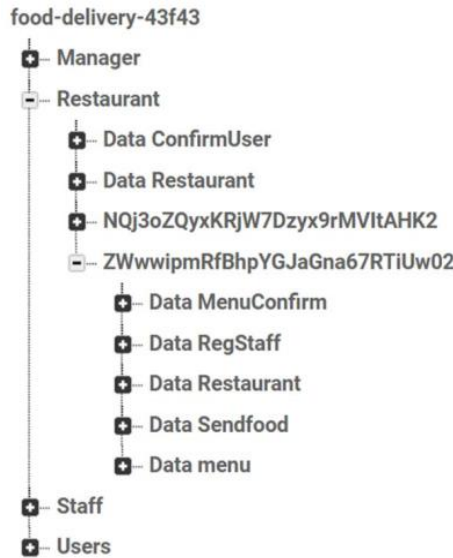 food-delivery-43f43
Manager
Restaurant
Data ConfirmUser
Data Restaurant
NQj3oZQyxKRjW7Dzyx9rMVItAHK2
ZWwwipmRfBhpYGJaGna67RTiUw02
Data MenuConfirm
Data RegStaff
Data Restaurant
Data Sendfood
Data menu
Staff
Users